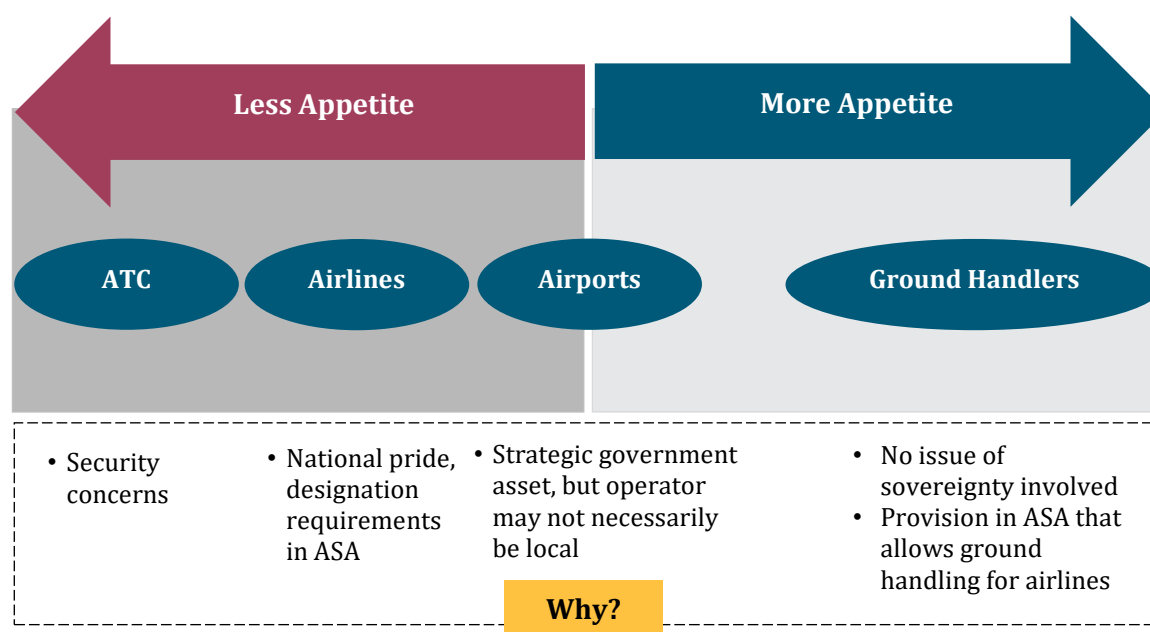 Less Appetite
More Appetite
ATC
Airlines
Airports
Ground Handlers
• Security
concerns
• National pride,
designation
requirements
in ASA
• Strategic government
asset, but operator
may not necessarily
be local
• No issue of
sovereignty involved
• Provision in ASA that
allows ground
handling for airlines
Why?